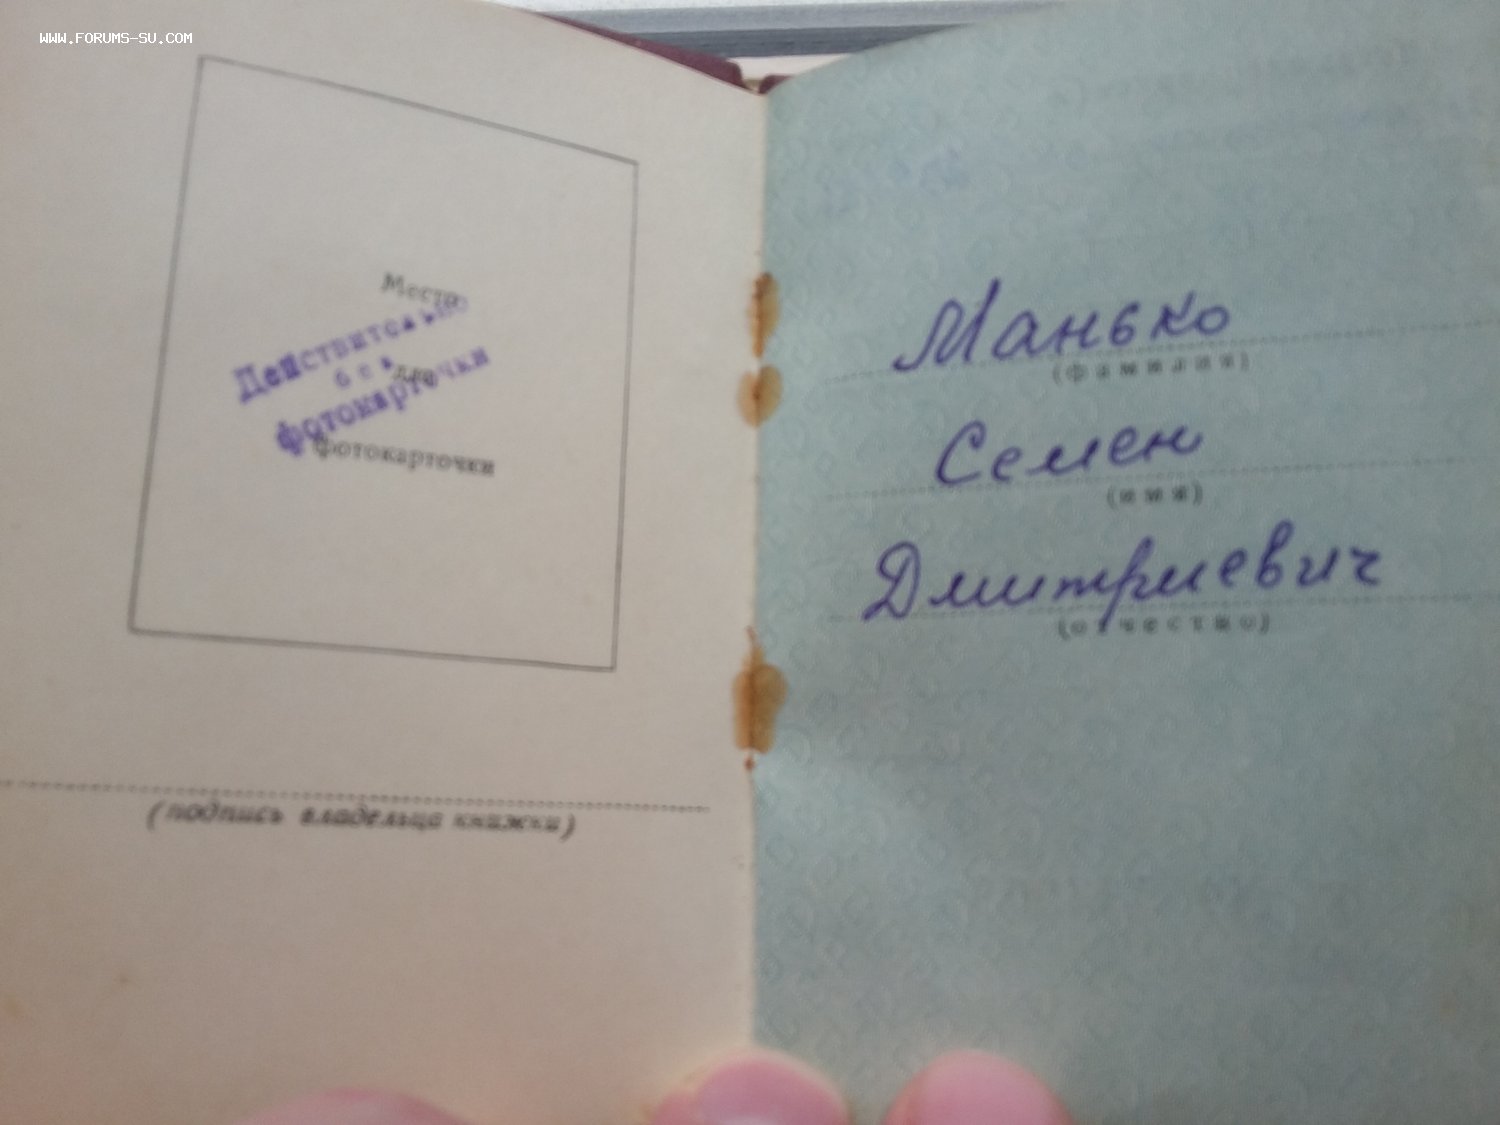 WWW.FORUMS-SU.COM
Место
Действительно
без
для
фотокарточки
фотокарточки
(подпись владельца книжки)
Манько
(фамилия)
Семен
(имя)
Дмитриевич
(отчество)